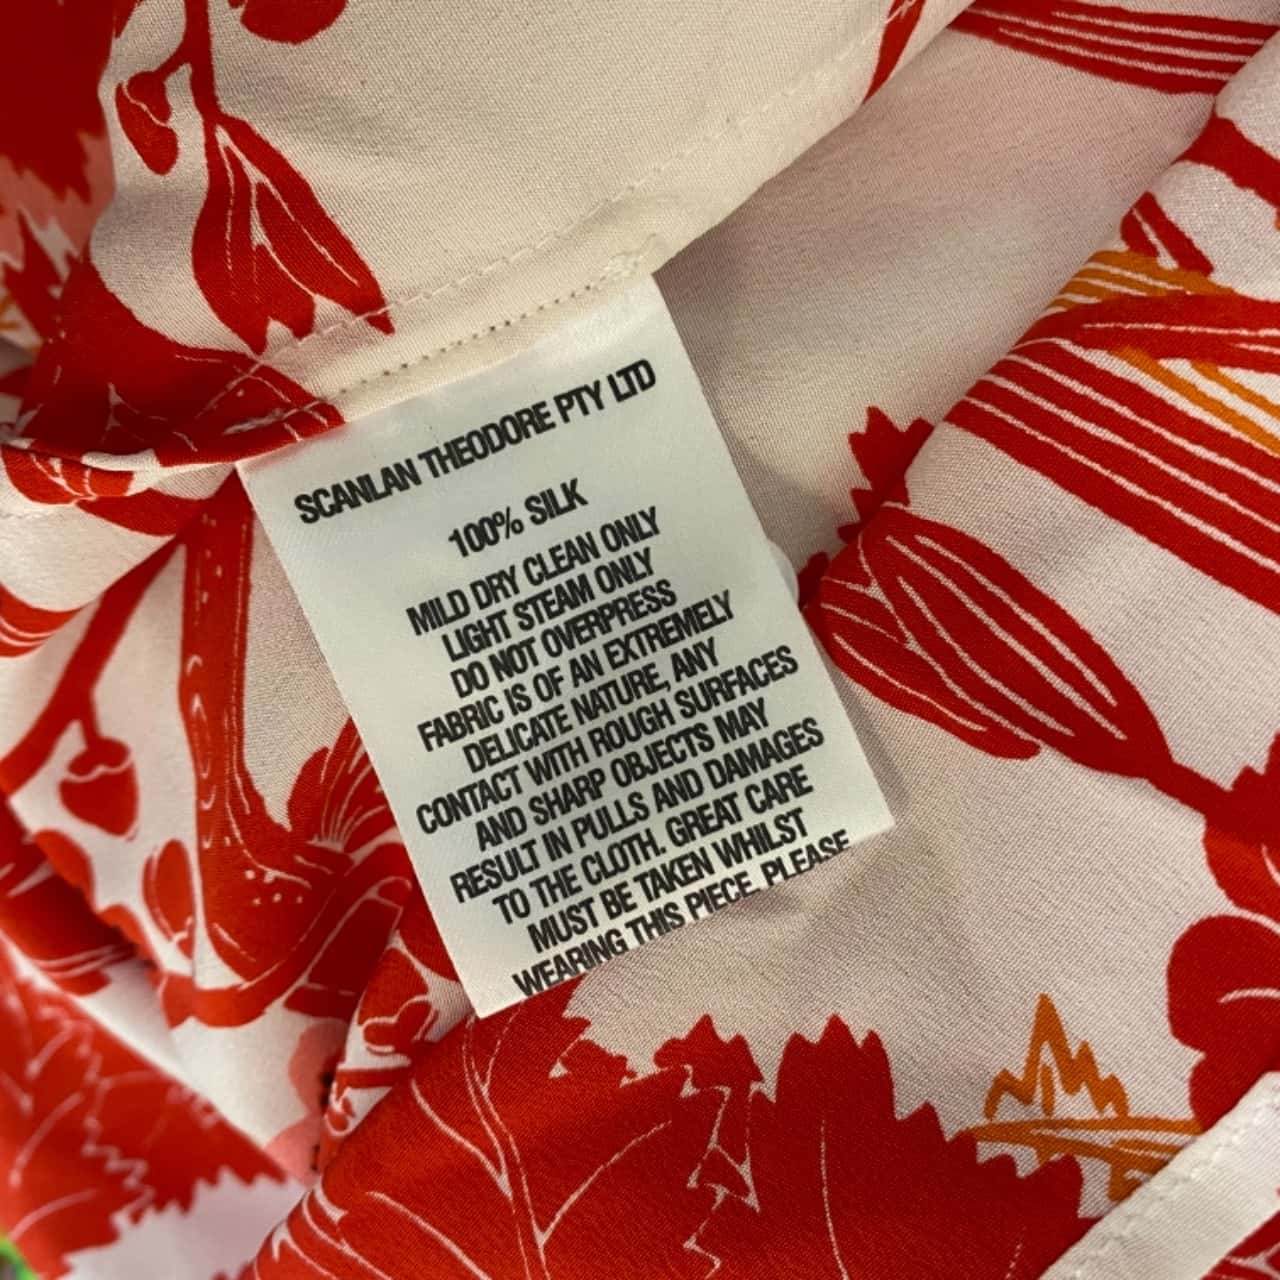 SCANLAN THEODORE PTY LTD
100% SILK
MILD DRY CLEAN ONLY
LIGHT STEAM ONLY
DO NOT OVERPRESS
FABRIC IS OF AN EXTREMELY
DELICATE NATURE, ANY
CONTACT WITH ROUGH SURFACES
AND SHARP OBJECTS MAY
RESULT IN PULLS AND DAMAGES
TO THE CLOTH. GREAT CARE
MUST BE TAKEN WHILST
WEARING THIS PIECE. PLEASE